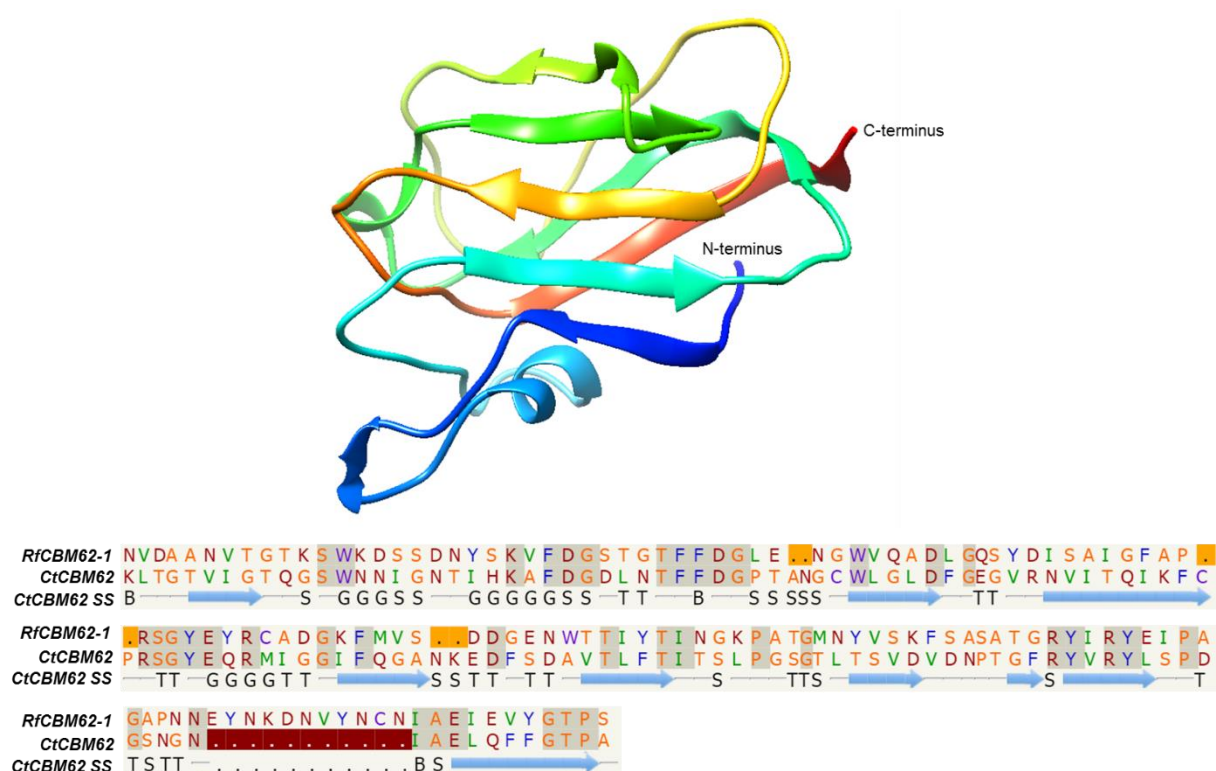 C-terminus
N-terminus
RfCBM62-1 NVDAANVTGTKSWKDSSDNYSKVFDGSTGTFFDGLE..NGWVQADLGQSYDISAIGFAP.
CtCBM62 KLTGTVIGTQGSWNNIGNTIHKAFDGDLNTFFDGPTANGCWLGLDFGEGVRNVITQIKFC
CtCBM62 SS B S GGGSS GGGGGSS TT B SSSSS TT
RfCBM62-1 .RSGYEYRCADGKFMVS..DDGENWTTIYTINGKPATGMNYVSKFSASATGRYIRYEIPA
CtCBM62 PRSGYEQRMIGGIFQGANKEDFSDAVTLFTITSLPGSGTLTSVDVDNPTGFRYVRYLSPD
CtCBM62 SS TT GGGGTT SSTT TT S TTS S T
RfCBM62-1 GAPNNEYNKDNVYNCNIAEIEVYGTPS
CtCBM62 GSNGN...........IAELQFFGTPA
CtCBM62 SS TSTT ........... BS